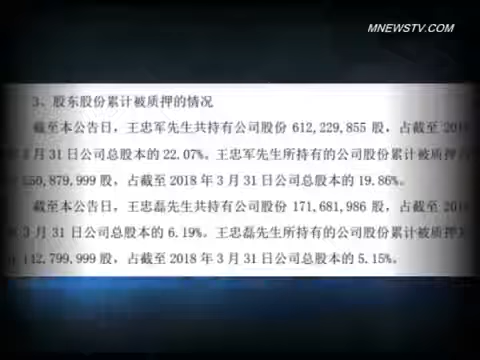 MNEWSTV.COM
3、股东股份累计被质押的情况
截至本公告日，王忠军先生共持有公司股份 612,229,855 股，占截至 2018
3 月 31 日公司总股本的 22.07%。王忠军先生所持有的公司股份累计被质押
550,879,999 股，占截至 2018 年 3 月 31 日公司总股本的 19.86%。
截至本公告日，王忠磊先生共持有公司股份 171,681,986 股，占截至 2018
3 月 31 日公司总股本的 6.19%。王忠磊先生所持有的公司股份累计被质押
142,799,999 股，占截至 2018 年 3 月 31 日公司总股本的 5.15%。